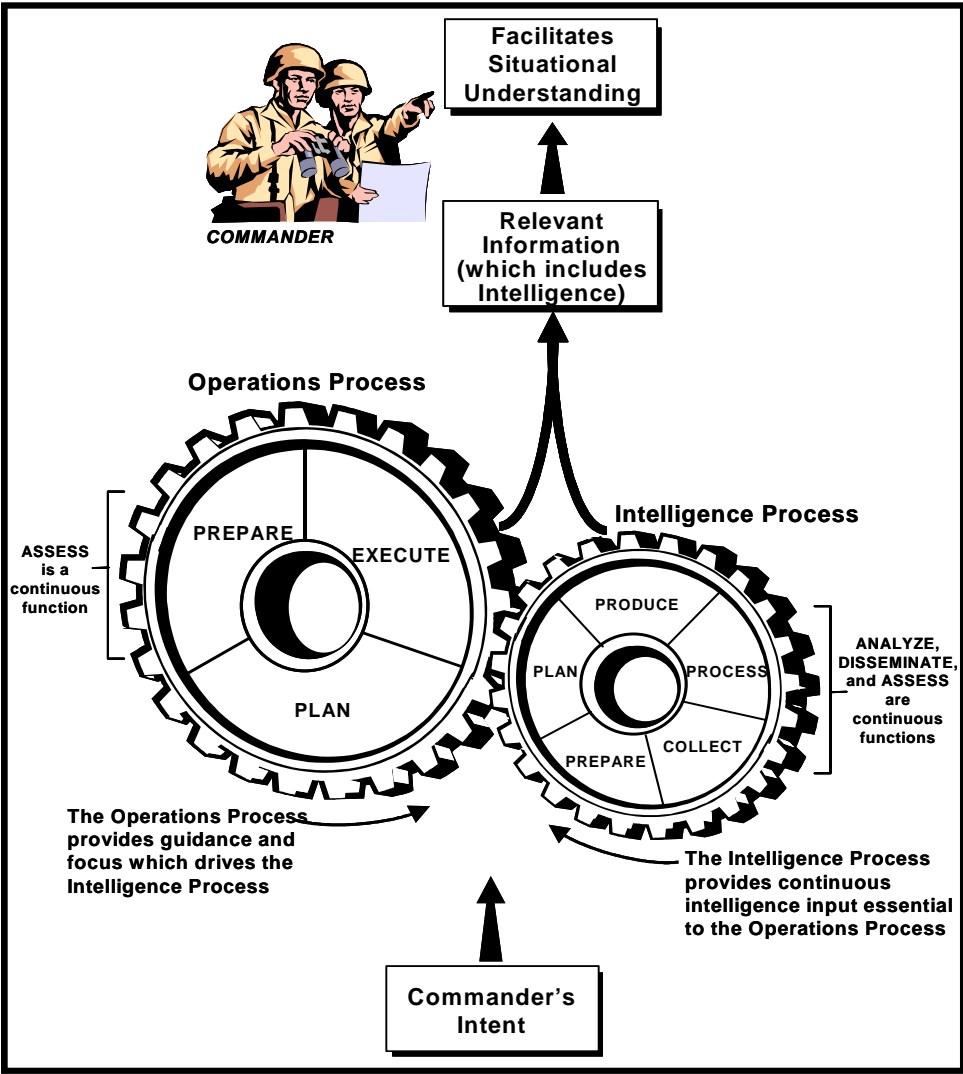 Facilitates
Situational
Understanding
COMMANDER
Relevant
Information
(which includes
Intelligence)
Operations Process
PREPARE
EXECUTE
PLAN
ASSESS
is a
continuous
function
Intelligence Process
PRODUCE
PLAN
PROCESS
PREPARE
COLLECT
ANALYZE,
DISSEMINATE,
and ASSESS
are
continuous
functions
The Operations Process
provides guidance and
focus which drives the
Intelligence Process
The Intelligence Process
provides continuous
intelligence input essential
to the Operations Process
Commander’s
Intent